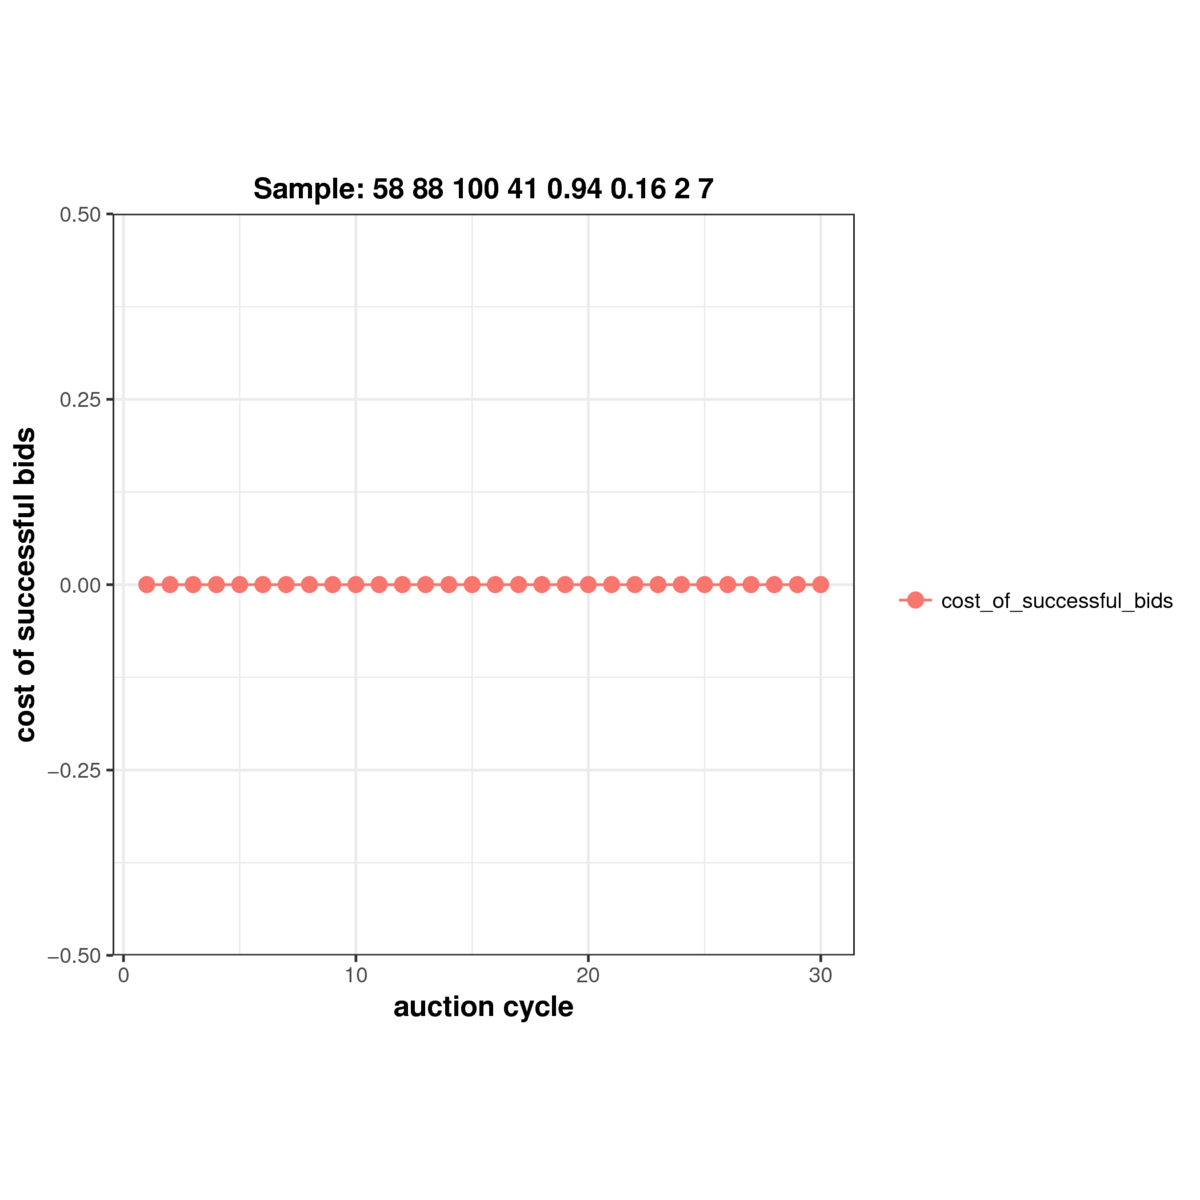 Sample: 58 88 100 41 0.94 0.16 2 7
0.50
0.25
0.00
−0.25
−0.50
cost of successful bids
0 10 20 30
auction cycle
cost_of_successful_bids